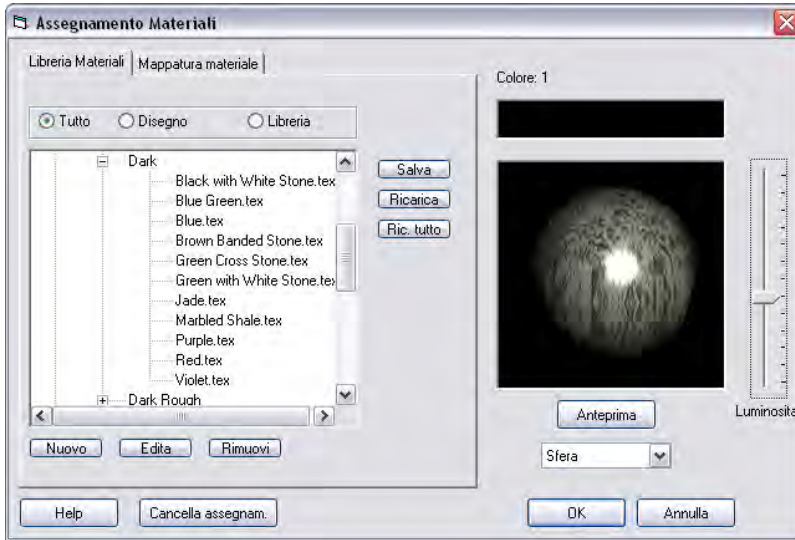 Assegnamento Materiali
Libreria Materiali
Mappatura materiale
Tutto
Disegno
Libreria
Dark
Black with White Stone.tex
Blue Green.tex
Blue.tex
Brown Banded Stone.tex
Green Cross Stone.tex
Green with White Stone.tex
Jade.tex
Marbled Shale.tex
Purple.tex
Red.tex
Violet.tex
Dark Rough
Salva
Ricarica
Ric. tutto
Nuovo
Edita
Rimuovi
Colore: 1
Luminosita
Anteprima
Sfera
Help
Cancella assegnam.
OK
Annulla